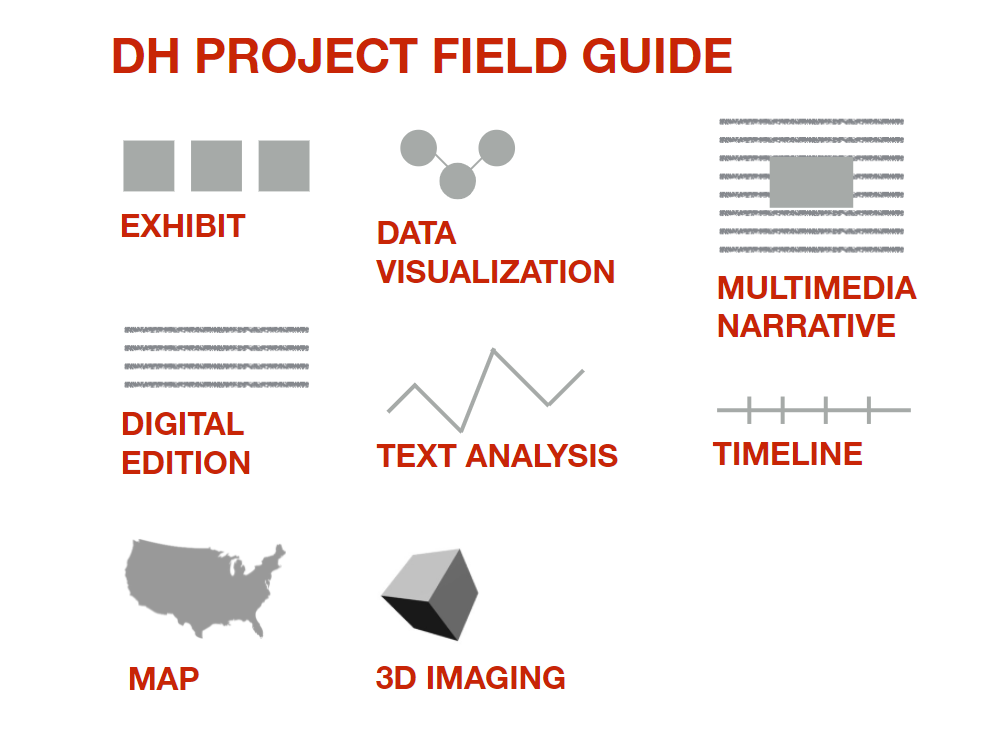 DH PROJECT FIELD GUIDE
EXHIBIT
DATA
VISUALIZATION
MULTIMEDIA
NARRATIVE
DIGITAL
EDITION
TEXT ANALYSIS
TIMELINE
MAP
3D IMAGING